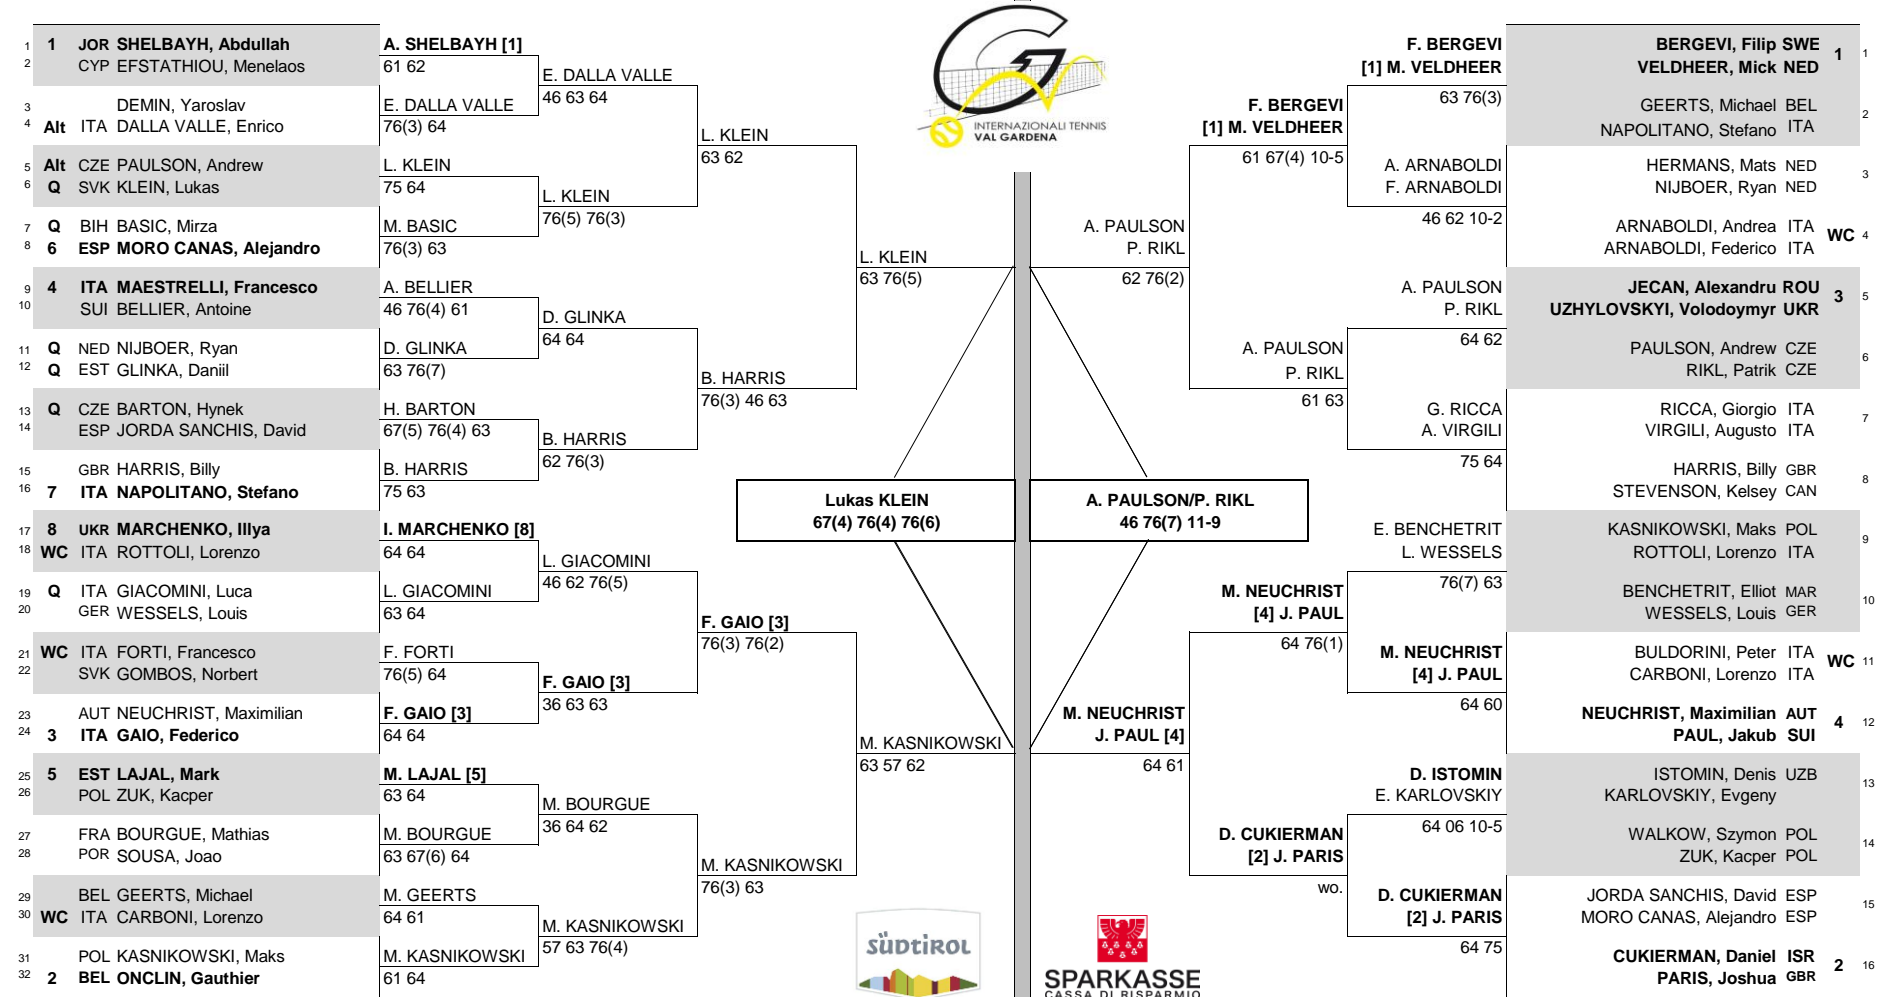 1 1 JOR SHELBAYH, Abdullah
2 CYP EFSTATHIOU, Menelaos
3 DEMIN, Yaroslav
4 Alt ITA DALLA VALLE, Enrico
5 Alt CZE PAULSON, Andrew
6 Q SVK KLEIN, Lukas
7 Q BIH BASIC, Mirza
8 6 ESP MORO CANAS, Alejandro
9 4 ITA MAESTRELLI, Francesco
10 SUI BELLIER, Antoine
11 Q NED NIJBOER, Ryan
12 Q EST GLINKA, Daniil
13 Q CZE BARTON, Hynek
14 ESP JORDA SANCHIS, David
15 GBR HARRIS, Billy
16 7 ITA NAPOLITANO, Stefano
17 8 UKR MARCHENKO, Illya
18 WC ITA ROTTOLI, Lorenzo
19 Q ITA GIACOMINI, Luca
20 GER WESSELS, Louis
21 WC ITA FORTI, Francesco
22 SVK GOMBOS, Norbert
23 AUT NEUCHRIST, Maximilian
24 3 ITA GAIO, Federico
25 5 EST LAJAL, Mark
26 POL ZUK, Kacper
27 FRA BOURGUE, Mathias
28 POR SOUSA, Joao
29 BEL GEERTS, Michael
30 WC ITA CARBONI, Lorenzo
31 POL KASNIKOWSKI, Maks
32 2 BEL ONCLIN, Gauthier
A. SHELBAYH [1]
61 62
E. DALLA VALLE
76(3) 64
L. KLEIN
75 64
M. BASIC
76(3) 63
A. BELLIER
46 76(4) 61
D. GLINKA
63 76(7)
H. BARTON
67(5) 76(4) 63
B. HARRIS
75 63
I. MARCHENKO [8]
64 64
L. GIACOMINI
63 64
F. FORTI
76(5) 64
F. GAIO [3]
64 64
M. LAJAL [5]
63 64
M. BOURGUE
63 67(6) 64
M. GEERTS
64 61
M. KASNIKOWSKI
61 64
E. DALLA VALLE
46 63 64
L. KLEIN
76(5) 76(3)
D. GLINKA
64 64
B. HARRIS
62 76(3)
L. GIACOMINI
46 62 76(5)
F. GAIO [3]
36 63 63
M. BOURGUE
36 64 62
M. KASNIKOWSKI
57 63 76(4)
L. KLEIN
63 62
B. HARRIS
76(3) 46 63
F. GAIO [3]
76(3) 76(2)
M. KASNIKOWSKI
76(3) 63
L. KLEIN
63 76(5)
M. KASNIKOWSKI
63 57 62
Lukas KLEIN
67(4) 76(4) 76(6)
INTERNAZIONALI TENNIS
VAL GARDENA
A. PAULSON/P. RIKL
46 76(7) 11-9
A. PAULSON
P. RIKL
62 76(2)
M. NEUCHRIST
J. PAUL [4]
64 61
F. BERGEVI
[1] M. VELDHEER
61 67(4) 10-5
A. PAULSON
P. RIKL
61 63
M. NEUCHRIST
[4] J. PAUL
64 76(1)
D. CUKIERMAN
[2] J. PARIS
wo.
F. BERGEVI
[1] M. VELDHEER
63 76(3)
A. ARNABOLDI
F. ARNABOLDI
46 62 10-2
A. PAULSON
P. RIKL
64 62
G. RICCA
A. VIRGILI
75 64
E. BENCHETRIT
L. WESSELS
76(7) 63
M. NEUCHRIST
[4] J. PAUL
64 60
D. ISTOMIN
E. KARLOVSKIY
64 06 10-5
D. CUKIERMAN
[2] J. PARIS
64 75
BERGEVI, Filip SWE 1 1
VELDHEER, Mick NED
GEERTS, Michael BEL 2
NAPOLITANO, Stefano ITA
HERMANS, Mats NED 3
NIJBOER, Ryan NED
ARNABOLDI, Andrea ITA WC 4
ARNABOLDI, Federico ITA
JECAN, Alexandru ROU 3 5
UZHYLOVSKYI, Volodoymyr UKR
PAULSON, Andrew CZE 6
RIKL, Patrik CZE
RICCA, Giorgio ITA 7
VIRGILI, Augusto ITA
HARRIS, Billy GBR 8
STEVENSON, Kelsey CAN
KASNIKOWSKI, Maks POL 9
ROTTOLI, Lorenzo ITA
BENCHETRIT, Elliot MAR 10
WESSELS, Louis GER
BULDORINI, Peter ITA WC 11
CARBONI, Lorenzo ITA
NEUCHRIST, Maximilian AUT 4 12
PAUL, Jakub SUI
ISTOMIN, Denis UZB 13
KARLOVSKIY, Evgeny
WALKOW, Szymon POL 14
ZUK, Kacper POL
JORDA SANCHIS, David ESP 15
MORO CANAS, Alejandro ESP
CUKIERMAN, Daniel ISR 2 16
PARIS, Joshua GBR
SÜDTIROL
SPARKASSE
CASSA DI RISPARMIO